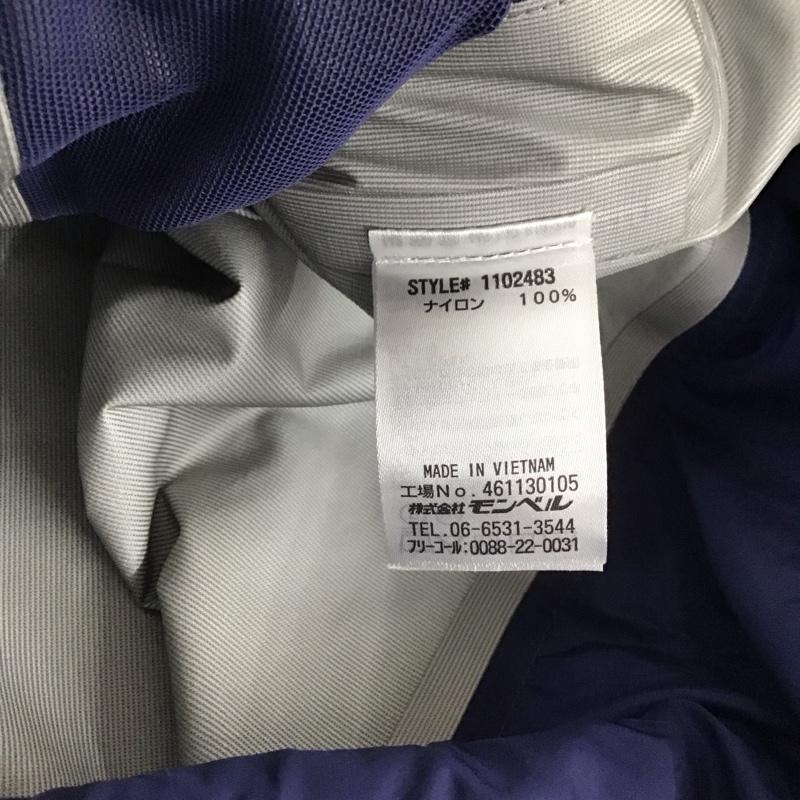 STYLE# 1102483
ナイロン 100%
MADE IN VIETNAM
工場No.461130105
株式会社モンベル
TEL.06-6531-3544
フリーコール:0088-22-0031